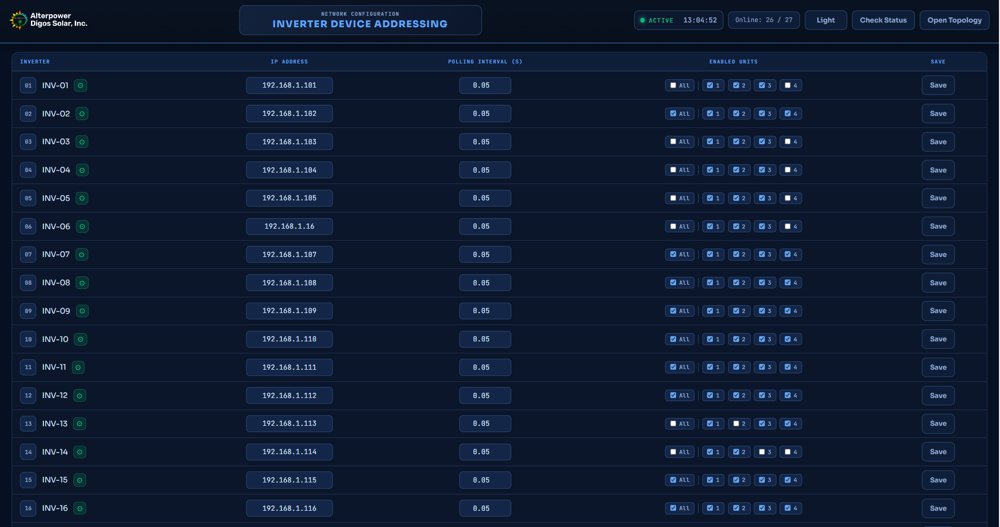 Alterpower
Digos Solar, Inc.
NETWORK CONFIGURATION
INVERTER DEVICE ADDRESSING
ACTIVE 13:04:52
Online: 26 / 27
Light
Check Status
Open Topology
INVERTER IP ADDRESS POLLING INTERVAL (S) ENABLED UNITS SAVE
01 INV-01 192.168.1.101 0.05 All 1 2 3 4 Save
02 INV-02 192.168.1.102 0.05 All 1 2 3 4 Save
03 INV-03 192.168.1.103 0.05 All 1 2 3 4 Save
04 INV-04 192.168.1.104 0.05 All 1 2 3 4 Save
05 INV-05 192.168.1.105 0.05 All 1 2 3 4 Save
06 INV-06 192.168.1.16 0.05 All 1 2 3 4 Save
07 INV-07 192.168.1.107 0.05 All 1 2 3 4 Save
08 INV-08 192.168.1.108 0.05 All 1 2 3 4 Save
09 INV-09 192.168.1.109 0.05 All 1 2 3 4 Save
10 INV-10 192.168.1.110 0.05 All 1 2 3 4 Save
11 INV-11 192.168.1.111 0.05 All 1 2 3 4 Save
12 INV-12 192.168.1.112 0.05 All 1 2 3 4 Save
13 INV-13 192.168.1.113 0.05 All 1 2 3 4 Save
14 INV-14 192.168.1.114 0.05 All 1 2 3 4 Save
15 INV-15 192.168.1.115 0.05 All 1 2 3 4 Save
16 INV-16 192.168.1.116 0.05 All 1 2 3 4 Save